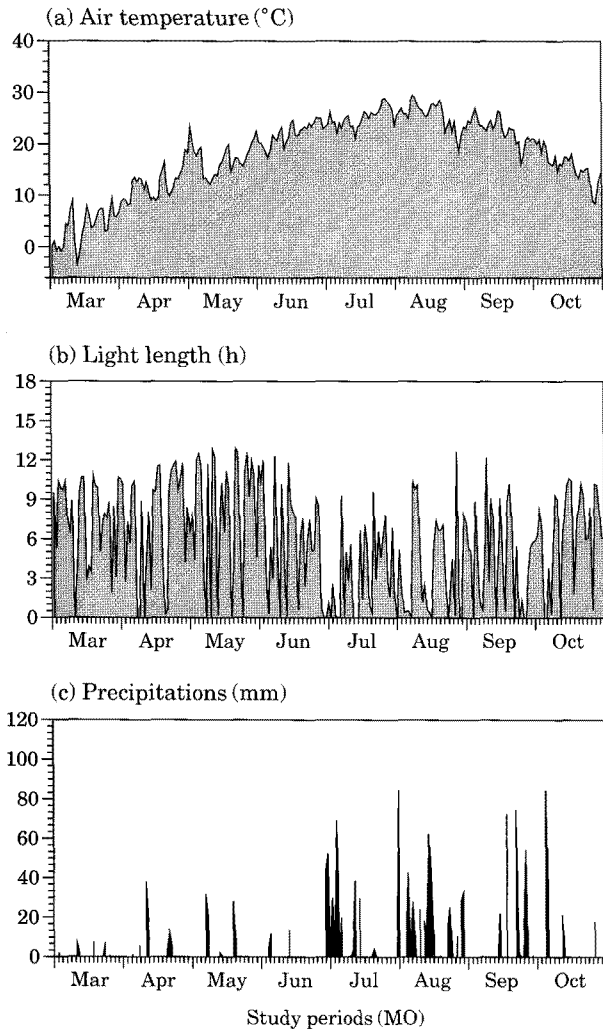 (a) Air temperature (°C)
40
30
20
10
0
Mar Apr May Jun Jul Aug Sep Oct
(b) Light length (h)
18
15
12
9
6
3
0
Mar Apr May Jun Jul Aug Sep Oct
(c) Precipitations (mm)
120
100
80
60
40
20
0
Mar Apr May Jun Jul Aug Sep Oct
Study periods (MO)